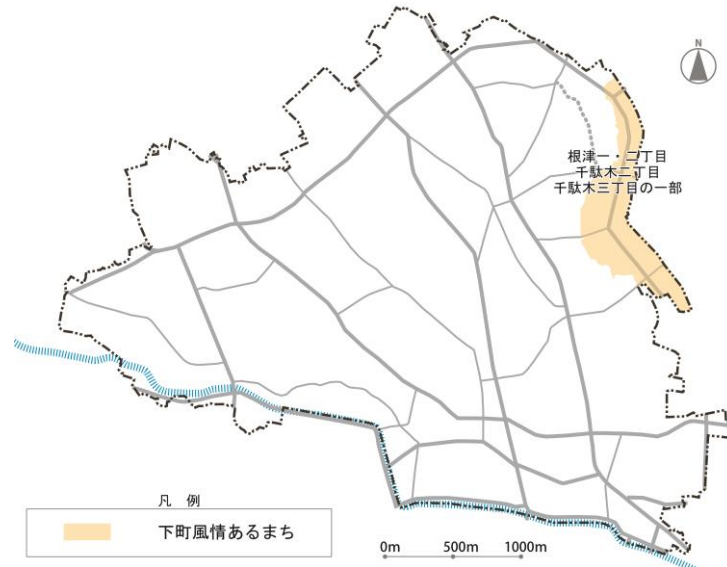 N
根津一・二丁目
千駄木二丁目
千駄木三丁目の一部
凡 例
下町風情あるまち
0m 500m 1000m